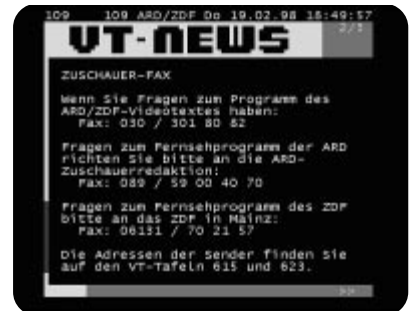 109 109 ARD/ZDF Do 19.02.98 16:49:57
VT-NEWS
2/3
ZUSCHAUER-FAX
Wenn Sie Fragen zum Programm des
ARD/ZDF-Videotextes haben:
Fax: 030 / 301 80 62
Fragen zum Fernsehprogramm der ARD
richten Sie bitte an die ARD-
Zuschauerredaktion:
Fax: 089 / 59 00 40 70
Fragen zum Fernsehprogramm des ZDF
bitte an das ZDF in Mainz:
Fax: 06131 / 70 21 57
Die Adressen der Sender finden Sie
auf den VT-Tafeln 615 und 623.
>>